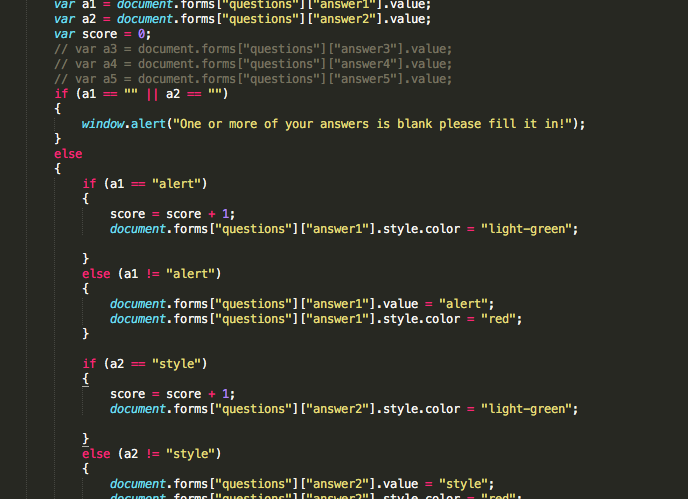 var a1 = document.forms["questions"]["answer1"].value;
var a2 = document.forms["questions"]["answer2"].value;
var score = 0;
// var a3 = document.forms["questions"]["answer3"].value;
// var a4 = document.forms["questions"]["answer4"].value;
// var a5 = document.forms["questions"]["answer5"].value;
if (a1 == "" || a2 == "")
{
window.alert("One or more of your answers is blank please fill it in!");
}
else
{
if (a1 == "alert")
{
score = score + 1;
document.forms["questions"]["answer1"].style.color = "light-green";
}
else (a1 != "alert")
{
document.forms["questions"]["answer1"].value = "alert";
document.forms["questions"]["answer1"].style.color = "red";
}
if (a2 == "style")
{
score = score + 1;
document.forms["questions"]["answer2"].style.color = "light-green";
}
else (a2 != "style")
{
document.forms["questions"]["answer2"].value = "style";
document.forms["questions"]["answer2"].style.color = "red";